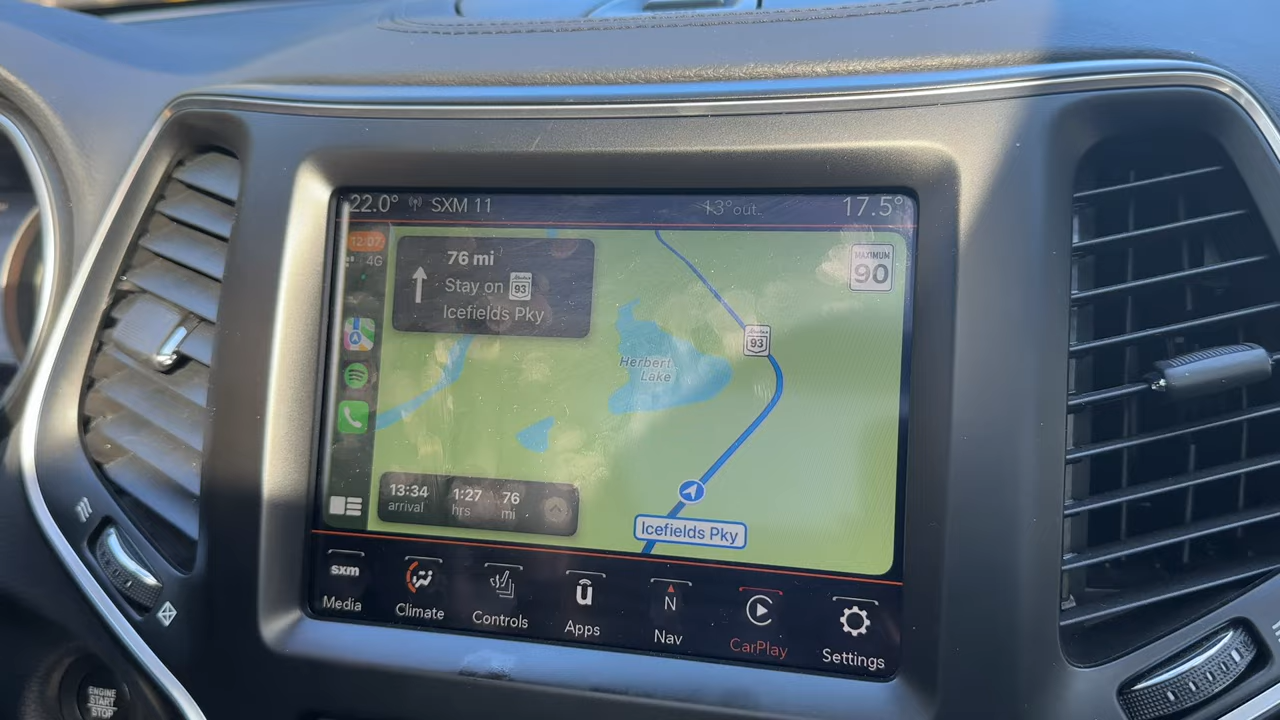 22.0° SXM 11 13°out 17.5°
12:07
4G
76 mi
Stay on 93
Icefields Pky
MAXIMUM
90
Alberta
93
Herbert
Lake
13:34 1:27 76
arrival hrs mi
Icefields Pky
sxm
Media
Climate
Controls
û
Apps
N
Nav
CarPlay
Settings
ENGINE
START
STOP